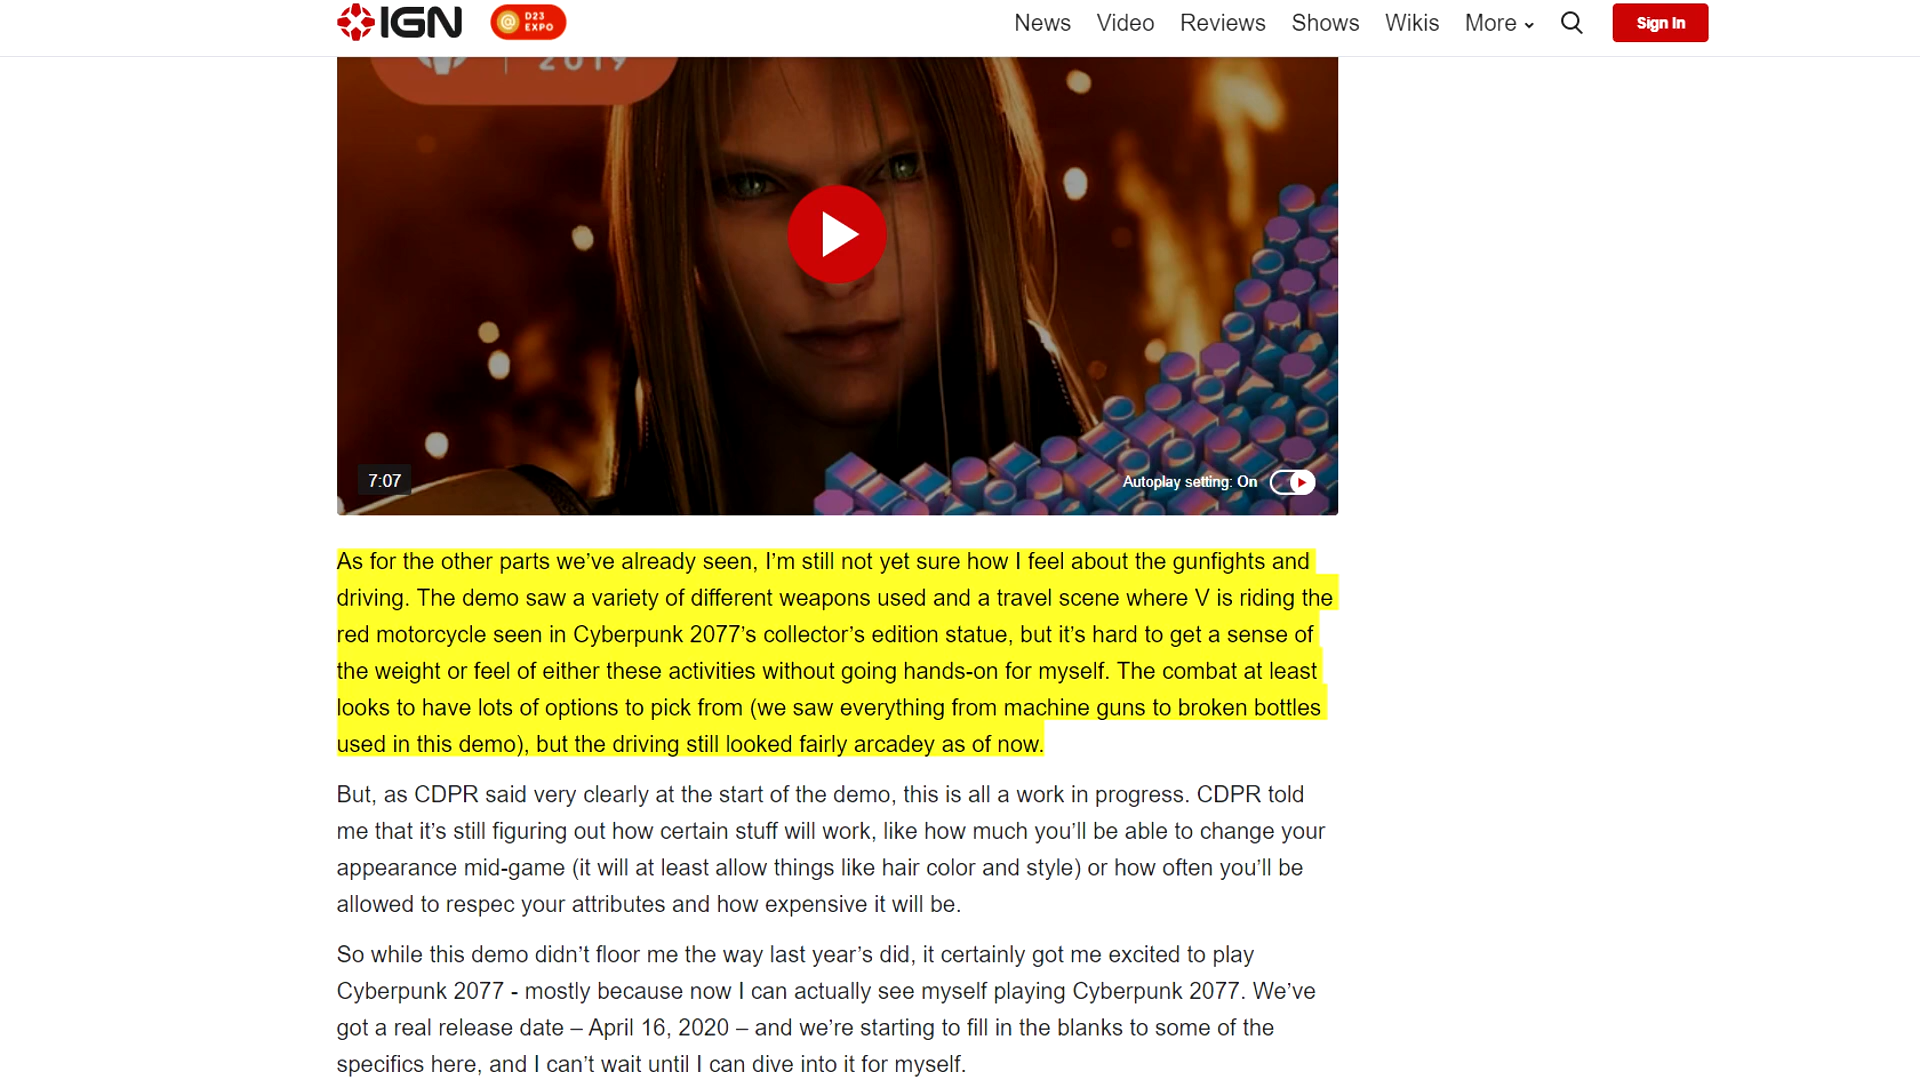 IGN
D23
EXPO
News Video Reviews Shows Wikis More
Sign In
2019
7:07
Autoplay setting: On
As for the other parts we’ve already seen, I’m still not yet sure how I feel about the gunfights and
driving. The demo saw a variety of different weapons used and a travel scene where V is riding the
red motorcycle seen in Cyberpunk 2077’s collector’s edition statue, but it’s hard to get a sense of
the weight or feel of either these activities without going hands-on for myself. The combat at least
looks to have lots of options to pick from (we saw everything from machine guns to broken bottles
used in this demo), but the driving still looked fairly arcadey as of now.
But, as CDPR said very clearly at the start of the demo, this is all a work in progress. CDPR told
me that it’s still figuring out how certain stuff will work, like how much you’ll be able to change your
appearance mid-game (it will at least allow things like hair color and style) or how often you’ll be
allowed to respec your attributes and how expensive it will be.
So while this demo didn’t floor me the way last year’s did, it certainly got me excited to play
Cyberpunk 2077 - mostly because now I can actually see myself playing Cyberpunk 2077. We’ve
got a real release date – April 16, 2020 – and we’re starting to fill in the blanks to some of the
specifics here, and I can’t wait until I can dive into it for myself.